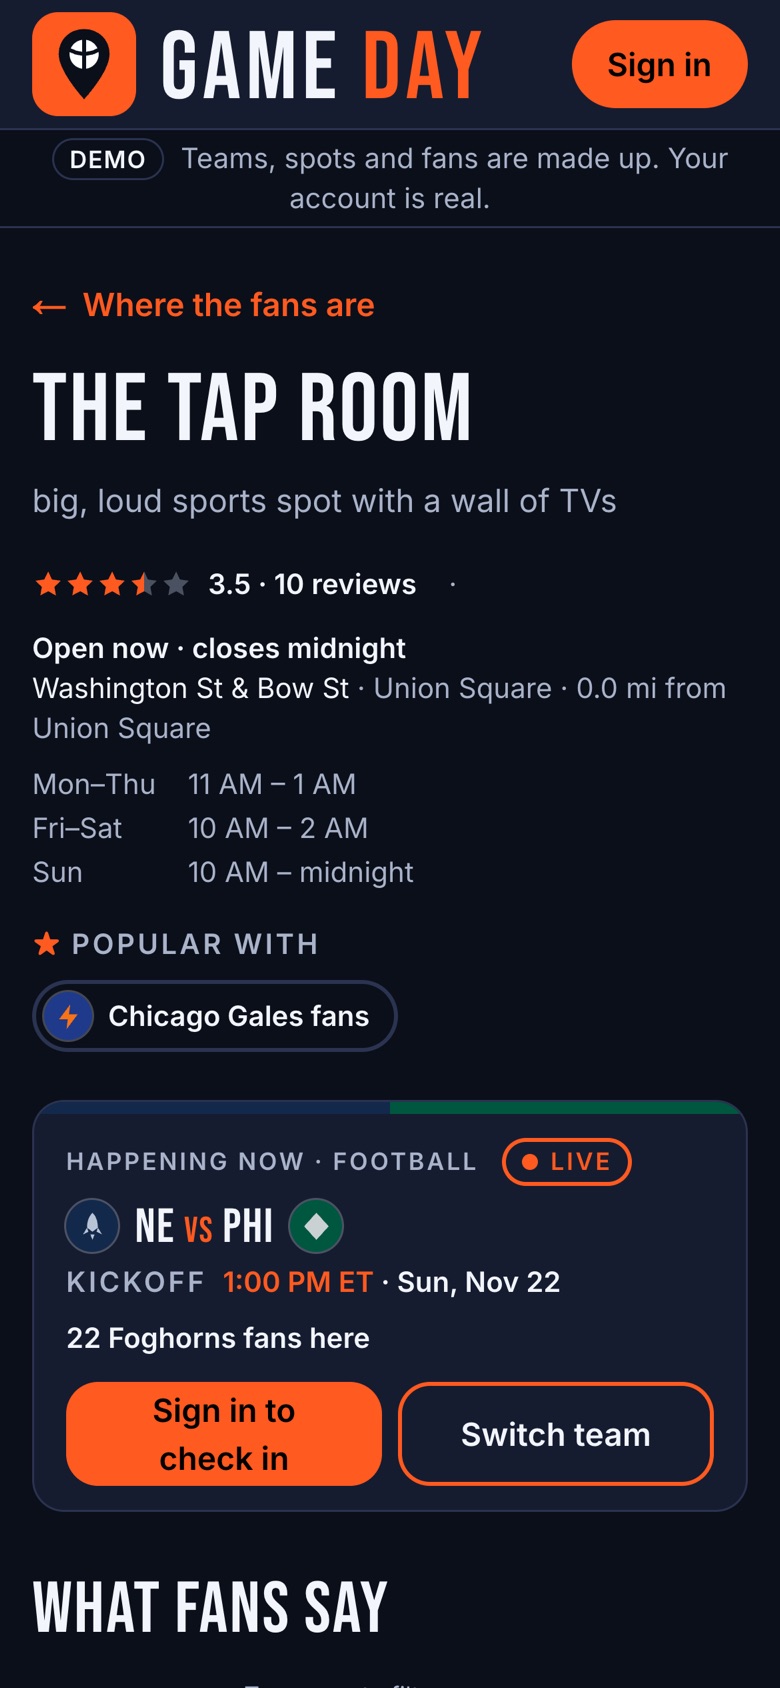 GAME DAY
Sign in
DEMO Teams, spots and fans are made up. Your
account is real.
← Where the fans are
THE TAP ROOM
big, loud sports spot with a wall of TVs
3.5 · 10 reviews ·
Open now · closes midnight
Washington St & Bow St · Union Square · 0.0 mi from
Union Square
Mon–Thu 11 AM – 1 AM
Fri–Sat 10 AM – 2 AM
Sun 10 AM – midnight
POPULAR WITH
Chicago Gales fans
HAPPENING NOW · FOOTBALL LIVE
NE VS PHI
KICKOFF 1:00 PM ET · Sun, Nov 22
22 Foghorns fans here
Sign in to
check in
Switch team
WHAT FANS SAY